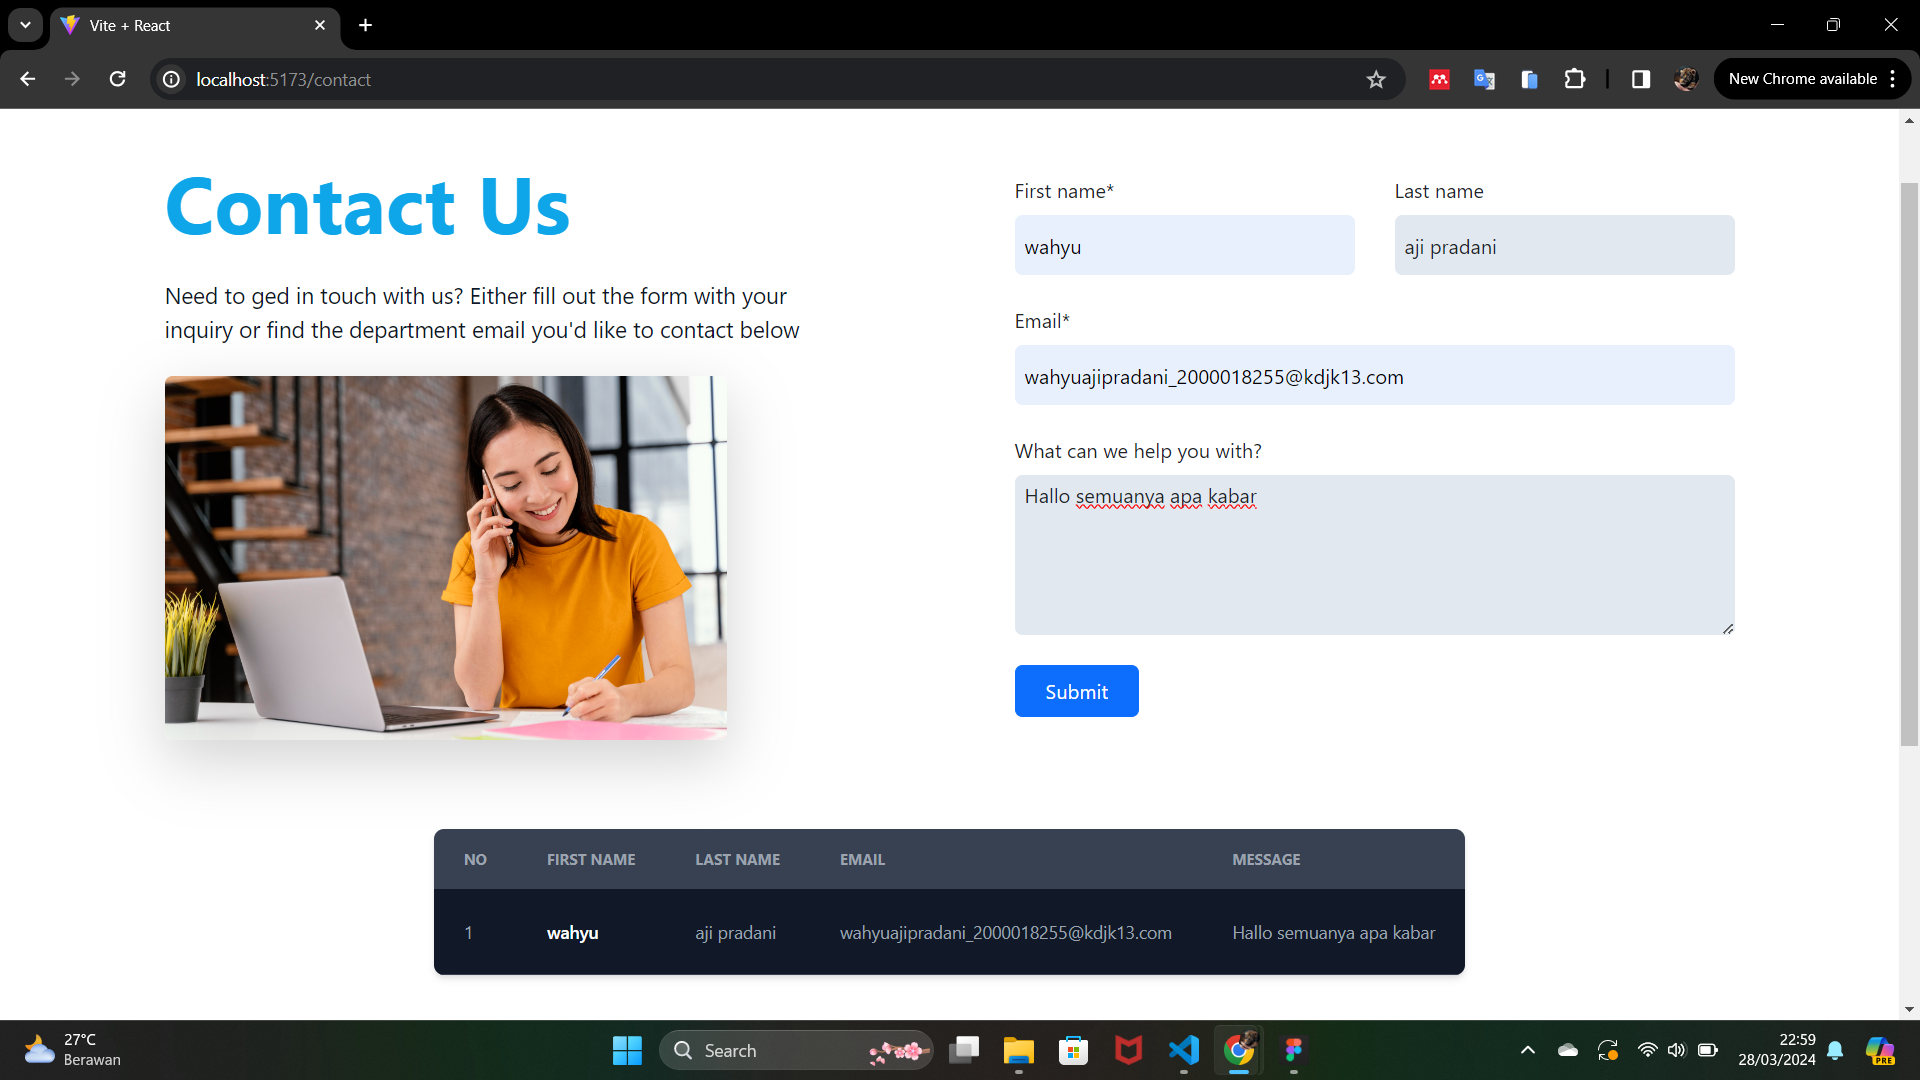 Vite + React
localhost:5173/contact
New Chrome available
Contact Us
Need to ged in touch with us? Either fill out the form with your
inquiry or find the department email you'd like to contact below
First name*
Last name
wahyu
aji pradani
Email*
wahyuajipradani_2000018255@kdjk13.com
What can we help you with?
Hallo semuanya apa kabar
Submit
NO FIRST NAME LAST NAME EMAIL MESSAGE
1 wahyu aji pradani wahyuajipradani_2000018255@kdjk13.com Hallo semuanya apa kabar
27°C
Berawan
Search
22:59
28/03/2024
PRE